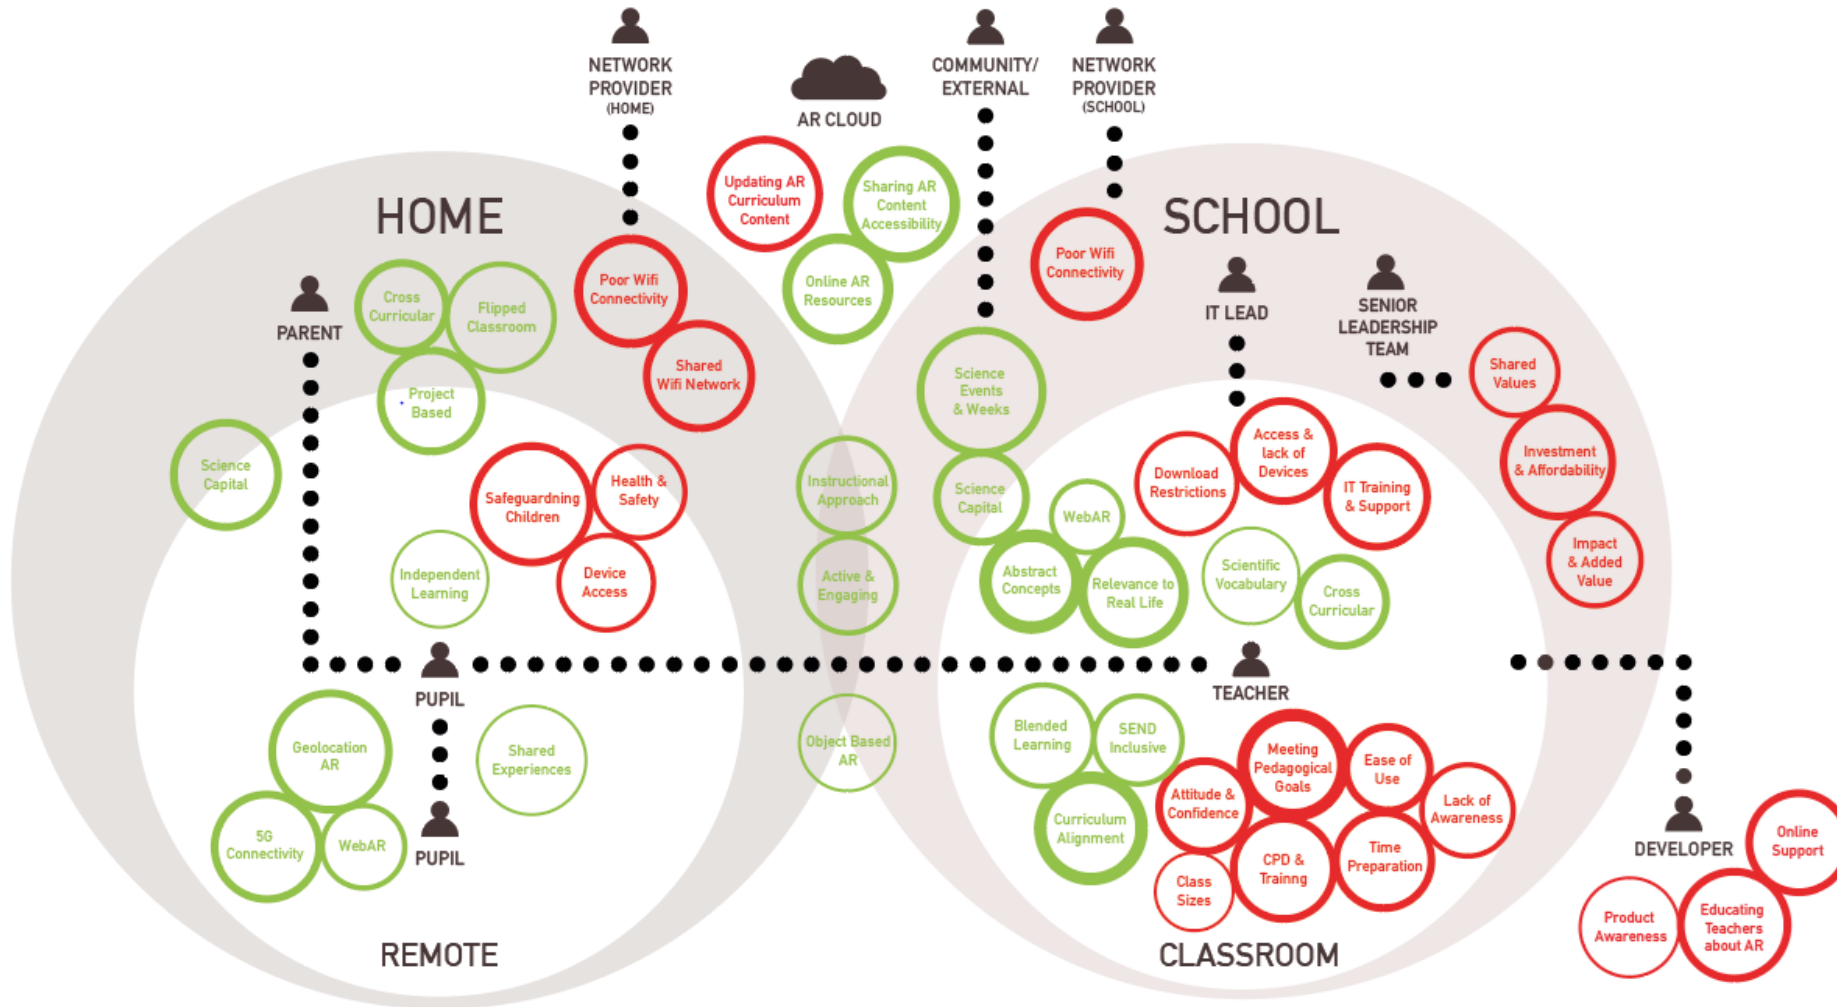 NETWORK
PROVIDER
(HOME)
AR CLOUD
COMMUNITY/
EXTERNAL
NETWORK
PROVIDER
(SCHOOL)
Updating AR
Curriculum
Content
Sharing AR
Content
Accessibility
Online AR
Resources
HOME
SCHOOL
PARENT
Cross
Curricular
Flipped
Classroom
Project
Based
Poor Wifi
Connectivity
Shared
Wifi Network
Poor Wifi
Connectivity
IT LEAD
SENIOR
LEADERSHIP
TEAM
Shared
Values
Investment
& Affordability
Impact
& Added
Value
Science
Events
& Weeks
Science
Capital
Science
Capital
Safeguardning
Children
Health &
Safety
Device
Access
Independent
Learning
Instructional
Approach
Active &
Engaging
WebAR
Abstract
Concepts
Relevance to
Real Life
Download
Restrictions
Access &
lack of
Devices
IT Training
& Support
Scientific
Vocabulary
Cross
Curricular
PUPIL
TEACHER
Geolocation
AR
5G
Connectivity
WebAR
Shared
Experiences
PUPIL
Object Based
AR
Blended
Learning
SEND
Inclusive
Curriculum
Alignment
Attitude &
Confidence
Meeting
Pedagogical
Goals
Ease of
Use
Lack of
Awareness
Class
Sizes
CPD &
Trainng
Time
Preparation
DEVELOPER
Online
Support
Product
Awareness
Educating
Teachers
about AR
REMOTE
CLASSROOM